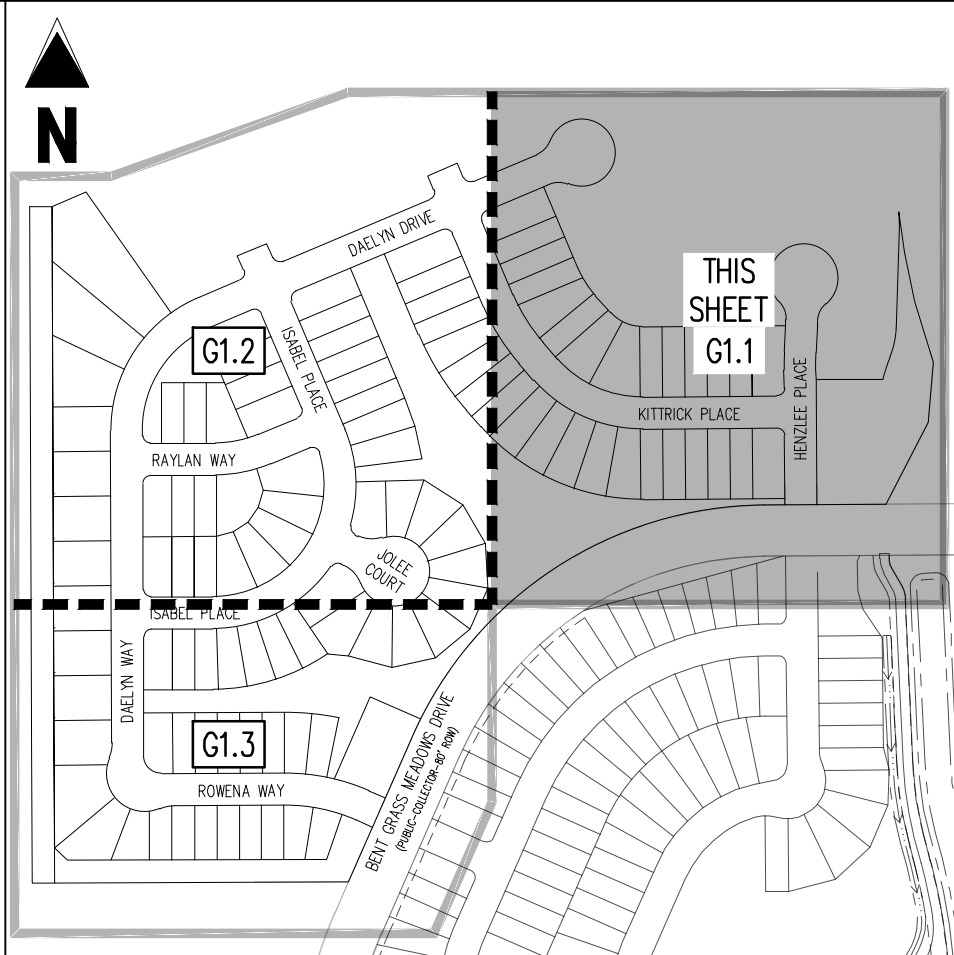 N
DAELYN DRIVE
THIS
SHEET
G1.1
G1.2
ISABEL PLACE
HENZLEE PLACE
KITTRICK PLACE
RAYLAN WAY
JOLEE
COURT
ISABEL PLACE
DAELYN WAY
G1.3
ROWENA WAY
BENT GRASS MEADOWS DRIVE
(PUBLIC-COLLECTOR-80' ROW)